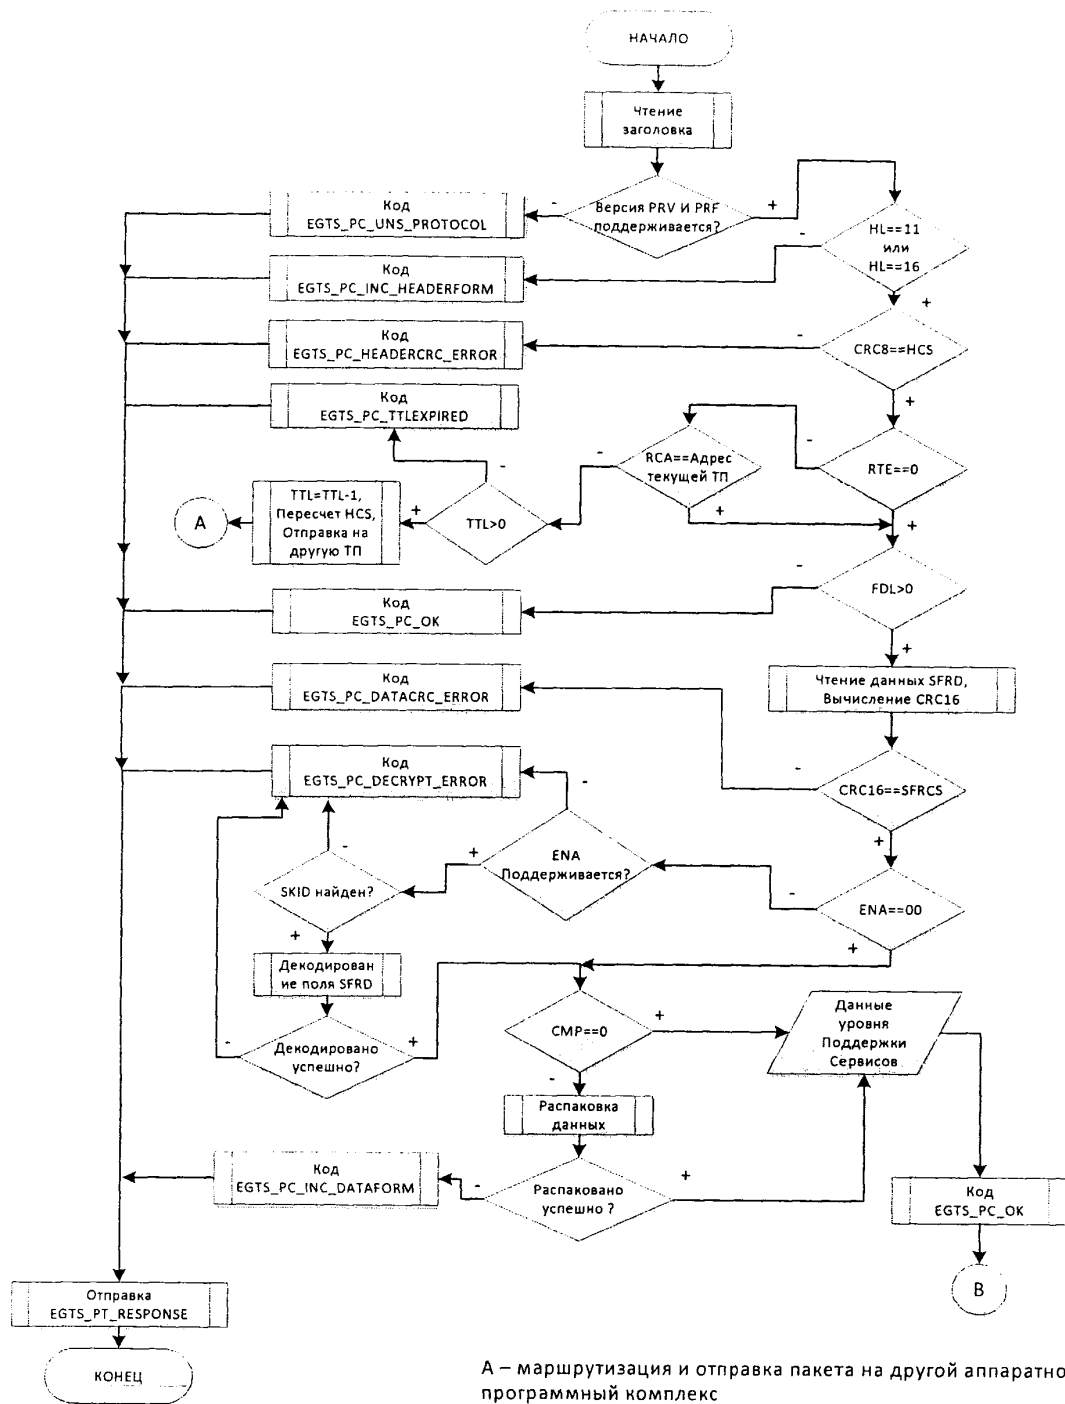 НАЧАЛО
Чтение
заголовка
Версия PRV И PRF
поддерживается?
-
+
Код
EGTS_PC_UNS_PROTOCOL
HL==11
или
HL==16
-
+
Код
EGTS_PC_INC_HEADERFORM
CRC8==HCS
-
+
Код
EGTS_PC_HEADERCRC_ERROR
Код
EGTS_PC_TTLEXPIRED
RTE==0
-
+
RCA==Адрес
текущей ТП
-
+
TTL>0
-
+
TTL=TTL-1,
Пересчет HCS,
Отправка на
другую ТП
A
FDL>0
-
+
Код
EGTS_PC_OK
Чтение данных SFRD,
Вычисление CRC16
Код
EGTS_PC_DATACRC_ERROR
CRC16==SFRCS
-
+
Код
EGTS_PC_DECRYPT_ERROR
ENA
Поддерживается?
-
+
ENA==00
-
+
SKID найден?
-
+
Декодирован
ие поля SFRD
Декодировано
успешно?
-
+
CMP==0
+
-
Данные
уровня
Поддержки
Сервисов
Распаковка
данных
Распаковано
успешно ?
-
+
Код
EGTS_PC_INC_DATAFORM
Код
EGTS_PC_OK
B
Отправка
EGTS_PT_RESPONSE
КОНЕЦ
А – маршрутизация и отправка пакета на другой аппаратно
программный комплекс